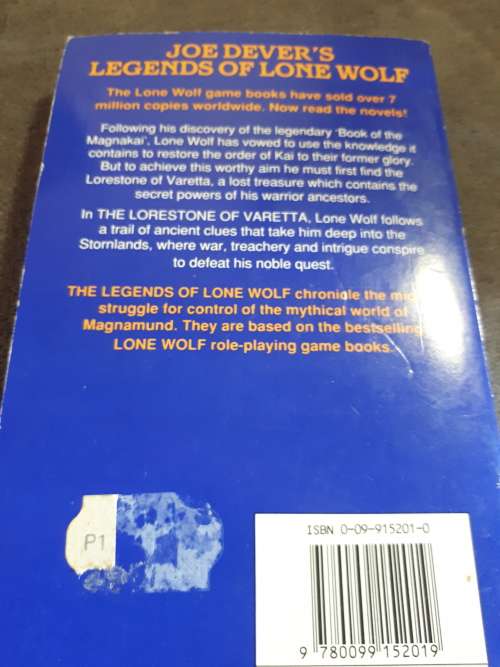 JOE DEVER'S
LEGENDS OF LONE WOLF
The Lone Wolf game books have sold over 7
million copies worldwide. Now read the novels!
Following his discovery of the legendary 'Book of the
Magnakai', Lone Wolf has vowed to use the knowledge it
contains to restore the order of Kai to their former glory.
But to achieve this worthy aim he must first find the
Lorestone of Varetta, a lost treasure which contains the
secret powers of his warrior ancestors.
In THE LORESTONE OF VARETTA, Lone Wolf follows
a trail of ancient clues that take him deep into the
Stornlands, where war, treachery and intrigue conspire
to defeat his noble quest.
THE LEGENDS OF LONE WOLF chronicle the
struggle for control of the mythical world of
Magnamund. They are based on the bestselling
LONE WOLF role-playing game books.
P1
ISBN 0-09-915201-0
9 780099 152019